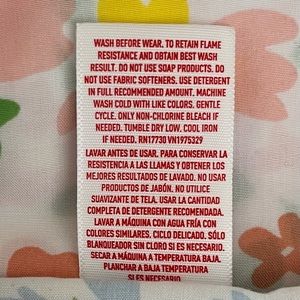 WASH BEFORE WEAR. TO RETAIN FLAME
RESISTANCE AND OBTAIN BEST WASH
RESULT. DO NOT USE SOAP PRODUCTS. DO
NOT USE FABRIC SOFTENERS. USE DETERGENT
IN FULL RECOMMENDED AMOUNT. MACHINE
WASH COLD WITH LIKE COLORS. GENTLE
CYCLE. ONLY NON-CHLORINE BLEACH IF
NEEDED. TUMBLE DRY LOW, COOL IRON
IF NEEDED. RN17730 VN1975329
LAVAR ANTES DE USAR. PARA CONSERVAR LA
RESISTENCIA A LAS LLAMAS Y OBTENER LOS
MEJORES RESULTADOS DE LAVADO. NO USAR
PRODUCTOS DE JABÓN. NO UTILICE
SUAVIZANTE DE TELA. USAR LA CANTIDAD
COMPLETA DE DETERGENTE RECOMENDADA.
LAVAR A MÁQUINA CON AGUA FRÍA CON
COLORES SIMILARES. CICLO DELICADO. SÓLO
BLANQUEADOR SIN CLORO SI ES NECESARIO.
SECAR A MÁQUINA A TEMPERATURA BAJA.
PLANCHAR A BAJA TEMPERATURA
SI ES NECESARIO